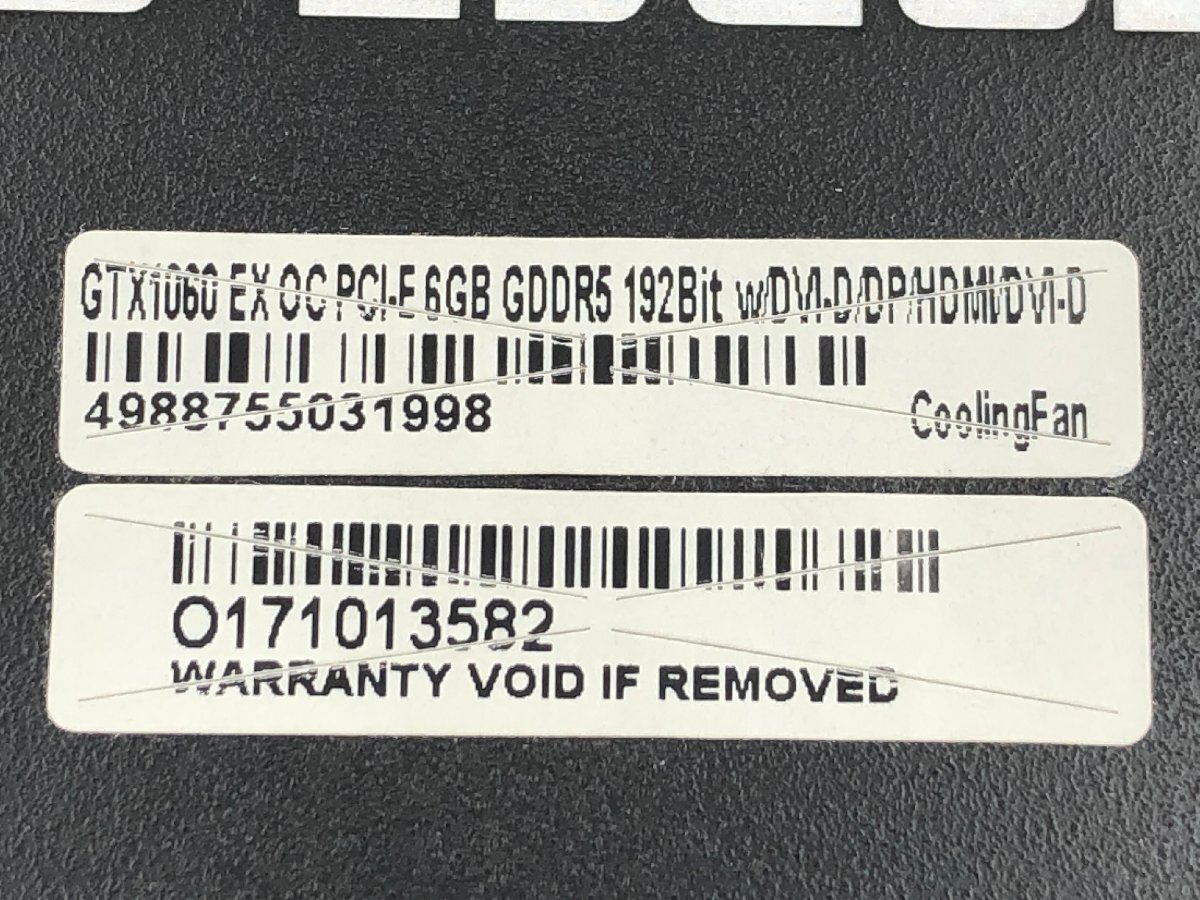 GTX1060 EX OC PCI-E 6GB GDDR5 192Bit w/DVI-D/DP/HDMI/DVI-D
4988755031998
CoolingFan
O171013582
WARRANTY VOID IF REMOVED